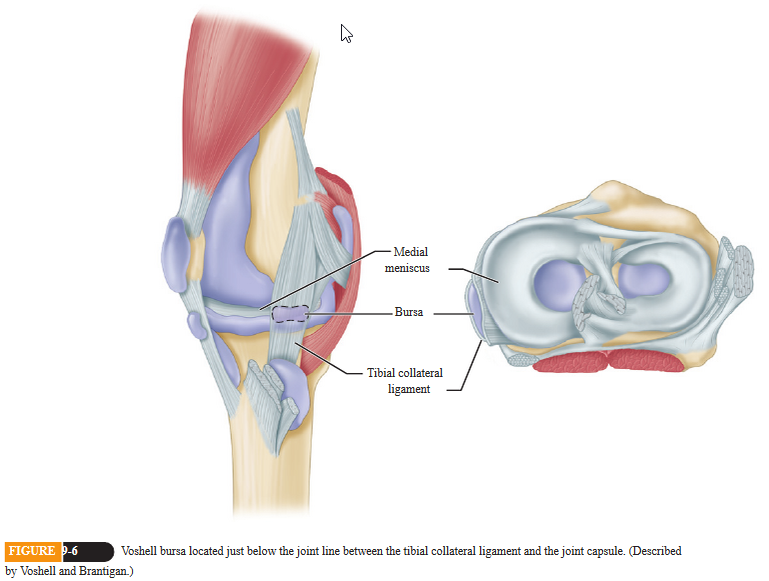 Medial
meniscus
Bursa
Tibial collateral
ligament
FIGURE 9-6 Voshell bursa located just below the joint line between the tibial collateral ligament and the joint capsule. (Described
by Voshell and Brantigan.)